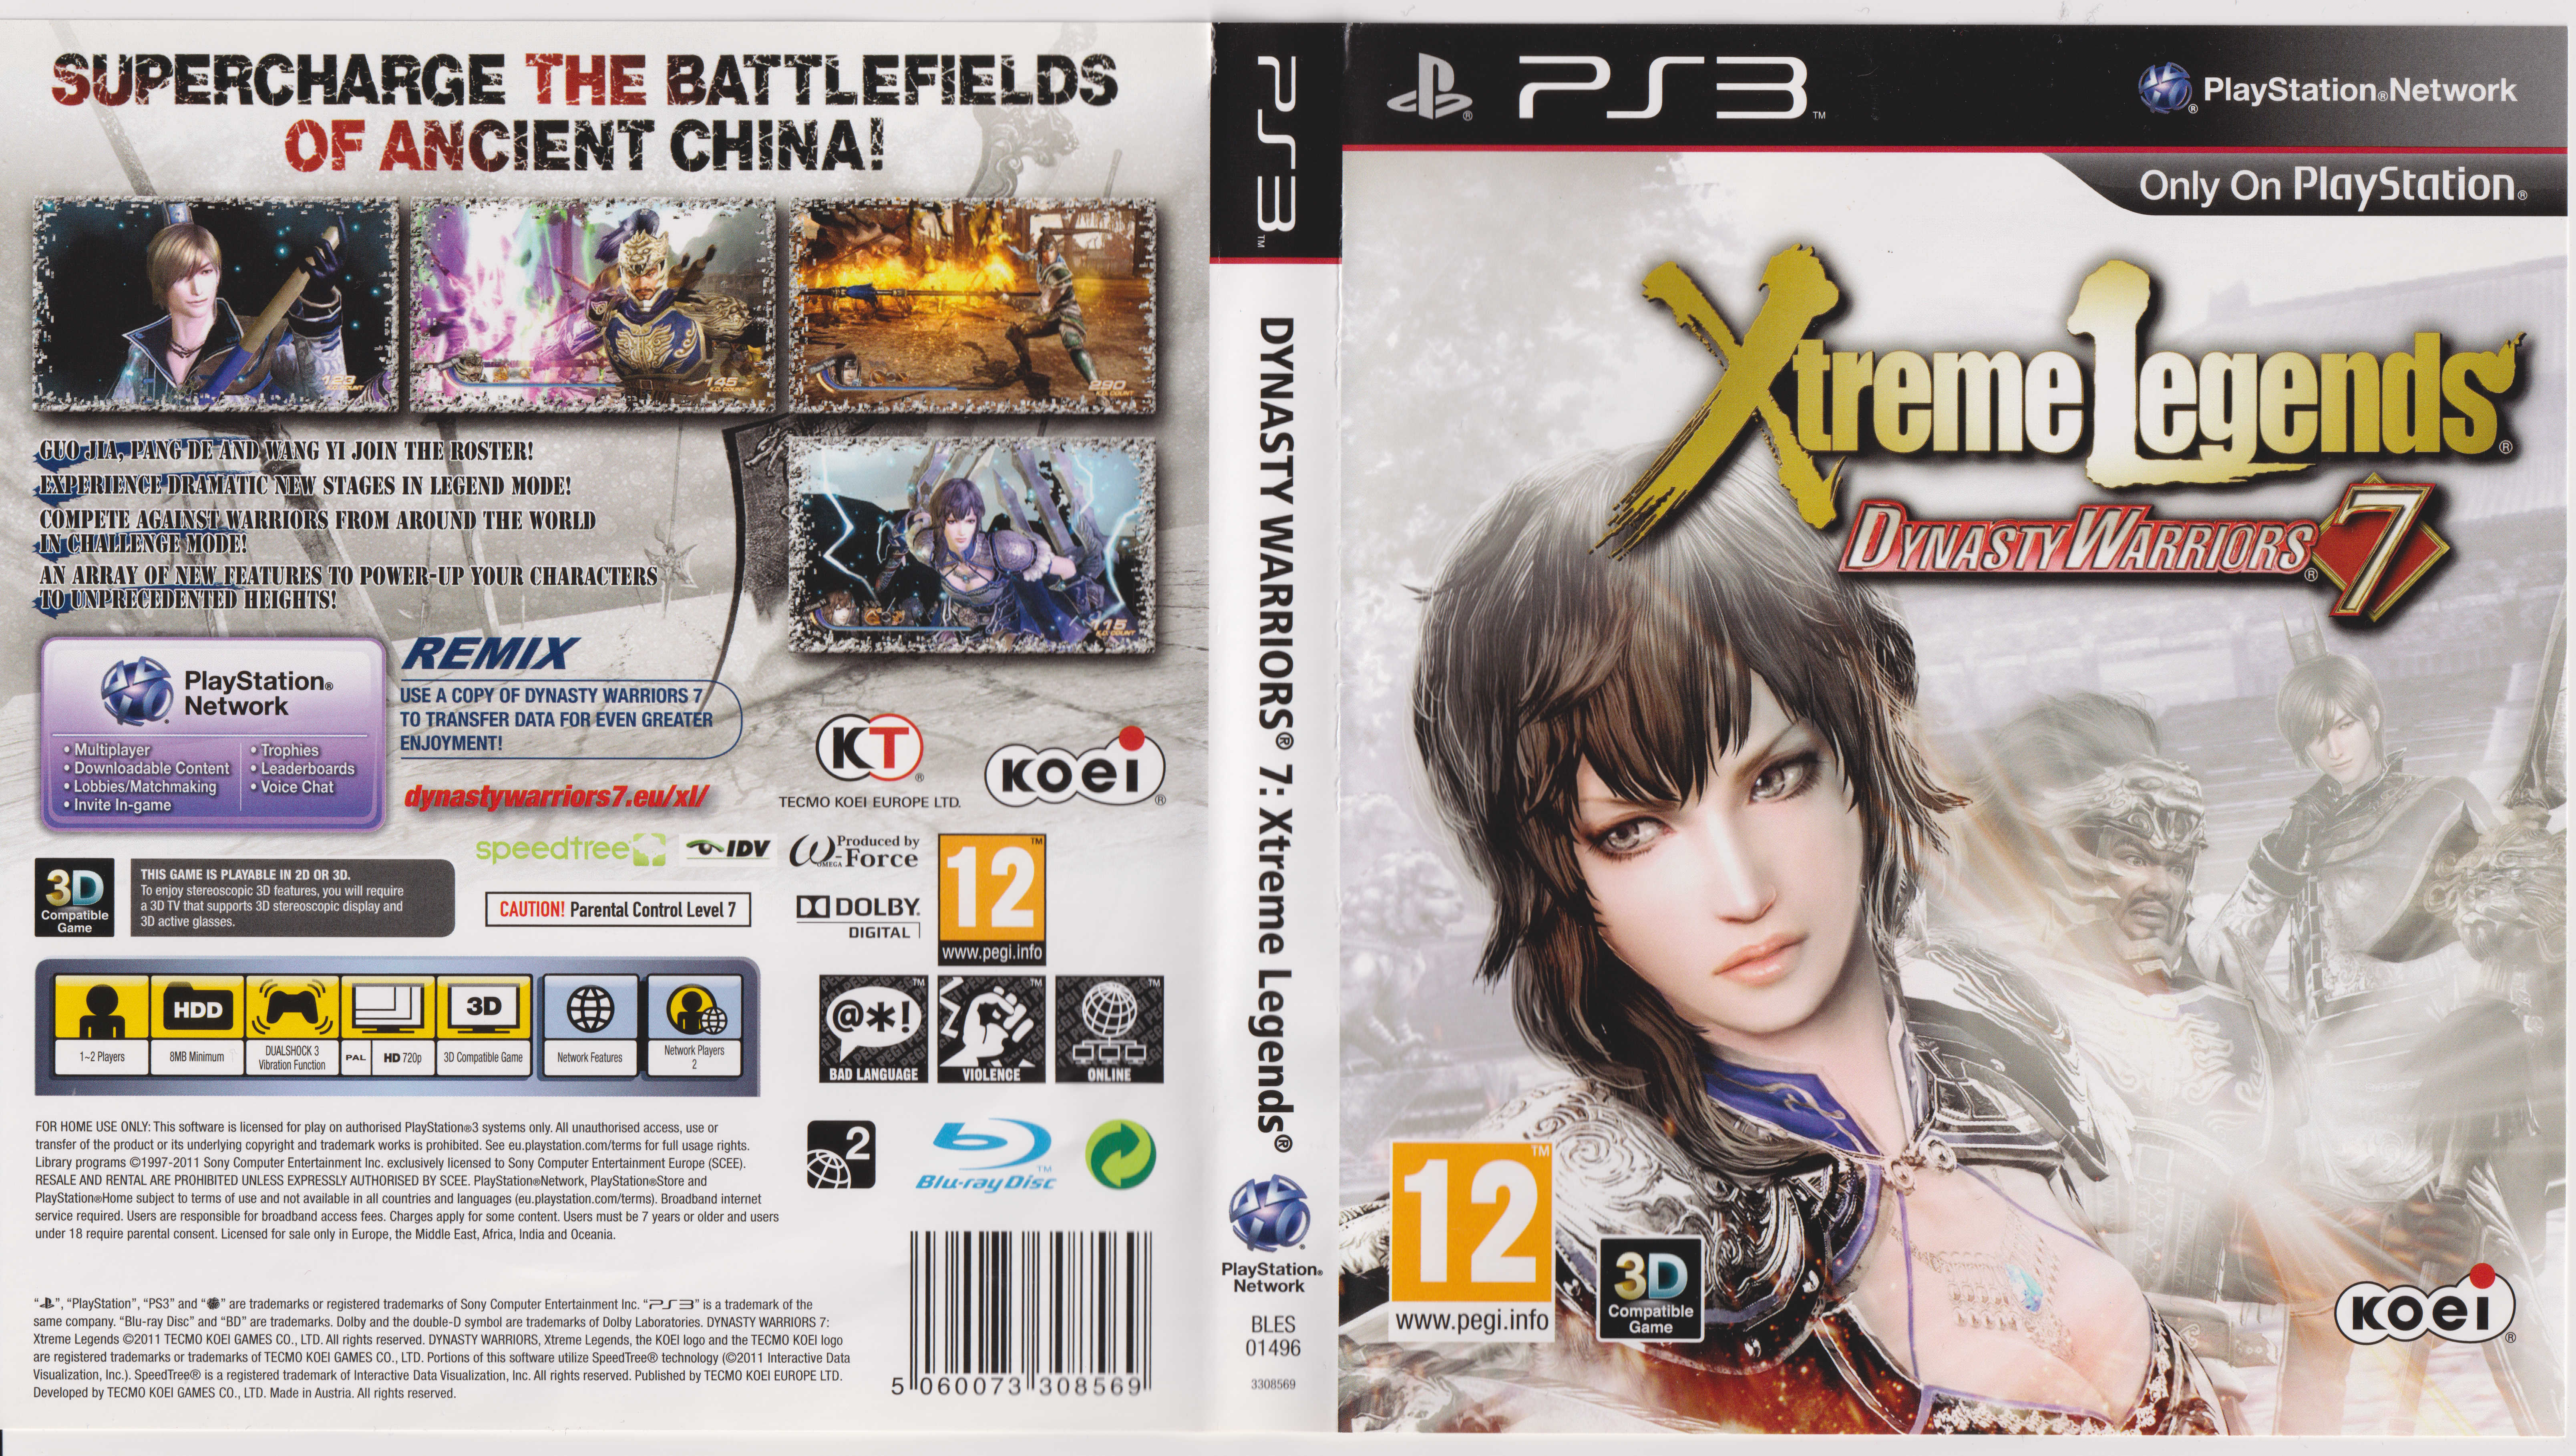 SUPERCHARGE THE BATTLEFIELDS
OF ANCIENT CHINA!
123
K.O. COUNT
145
K.O. COUNT
290
K.O. COUNT
GUO JIA, PANG DE AND WANG YI JOIN THE ROSTER!
EXPERIENCE DRAMATIC NEW STAGES IN LEGEND MODE!
COMPETE AGAINST WARRIORS FROM AROUND THE WORLD
IN CHALLENGE MODE!
AN ARRAY OF NEW FEATURES TO POWER-UP YOUR CHARACTERS
TO UNPRECEDENTED HEIGHTS!
115
K.O. COUNT
PlayStation®
Network
• Multiplayer
• Downloadable Content
• Lobbies/Matchmaking
• Invite In-game
• Trophies
• Leaderboards
• Voice Chat
REMIX
USE A COPY OF DYNASTY WARRIORS 7
TO TRANSFER DATA FOR EVEN GREATER
ENJOYMENT!
dynastywarriors7.eu/xl/
KT®
TECMO KOEI EUROPE LTD.
KOEI®
speedtree
IDV
Produced by
ω-Force
OMEGA
3D
Compatible
Game
THIS GAME IS PLAYABLE IN 2D OR 3D.
To enjoy stereoscopic 3D features, you will require
a 3D TV that supports 3D stereoscopic display and
3D active glasses.
CAUTION! Parental Control Level 7
DOLBY®
DIGITAL
12™
www.pegi.info
HDD
3D
1~2 Players
8MB Minimum
DUALSHOCK 3
Vibration Function
PAL
HD 720p
3D Compatible Game
Network Features
Network Players
2
@*!™
BAD LANGUAGE
VIOLENCE
ONLINE
FOR HOME USE ONLY: This software is licensed for play on authorised PlayStation®3 systems only. All unauthorised access, use or
transfer of the product or its underlying copyright and trademark works is prohibited. See eu.playstation.com/terms for full usage rights.
Library programs ©1997-2011 Sony Computer Entertainment Inc. exclusively licensed to Sony Computer Entertainment Europe (SCEE).
RESALE AND RENTAL ARE PROHIBITED UNLESS EXPRESSLY AUTHORISED BY SCEE. PlayStation®Network, PlayStation®Store and
PlayStation®Home subject to terms of use and not available in all countries and languages (eu.playstation.com/terms). Broadband internet
service required. Users are responsible for broadband access fees. Charges apply for some content. Users must be 7 years or older and users
under 18 require parental consent. Licensed for sale only in Europe, the Middle East, Africa, India and Oceania.
2
Blu-ray Disc™
“ ”, “PlayStation”, “PS3” and “ ” are trademarks or registered trademarks of Sony Computer Entertainment Inc. “PS3” is a trademark of the
same company. “Blu-ray Disc” and “BD” are trademarks. Dolby and the double-D symbol are trademarks of Dolby Laboratories. DYNASTY WARRIORS 7:
Xtreme Legends ©2011 TECMO KOEI GAMES CO., LTD. All rights reserved. DYNASTY WARRIORS, Xtreme Legends, the KOEI logo and the TECMO KOEI logo
are registered trademarks or trademarks of TECMO KOEI GAMES CO., LTD. Portions of this software utilize SpeedTree® technology (©2011 Interactive Data
Visualization, Inc.). SpeedTree® is a registered trademark of Interactive Data Visualization, Inc. All rights reserved. Published by TECMO KOEI EUROPE LTD.
Developed by TECMO KOEI GAMES CO., LTD. Made in Austria. All rights reserved.
5 060073 308569
PS3™
DYNASTY WARRIORS® 7: Xtreme Legends®
PlayStation®
Network
BLES
01496
3308569
PS3™
PlayStation®Network
Only On PlayStation®
Xtreme Legends®
DYNASTY WARRIORS® 7
12™
www.pegi.info
3D
Compatible
Game
KOEI®